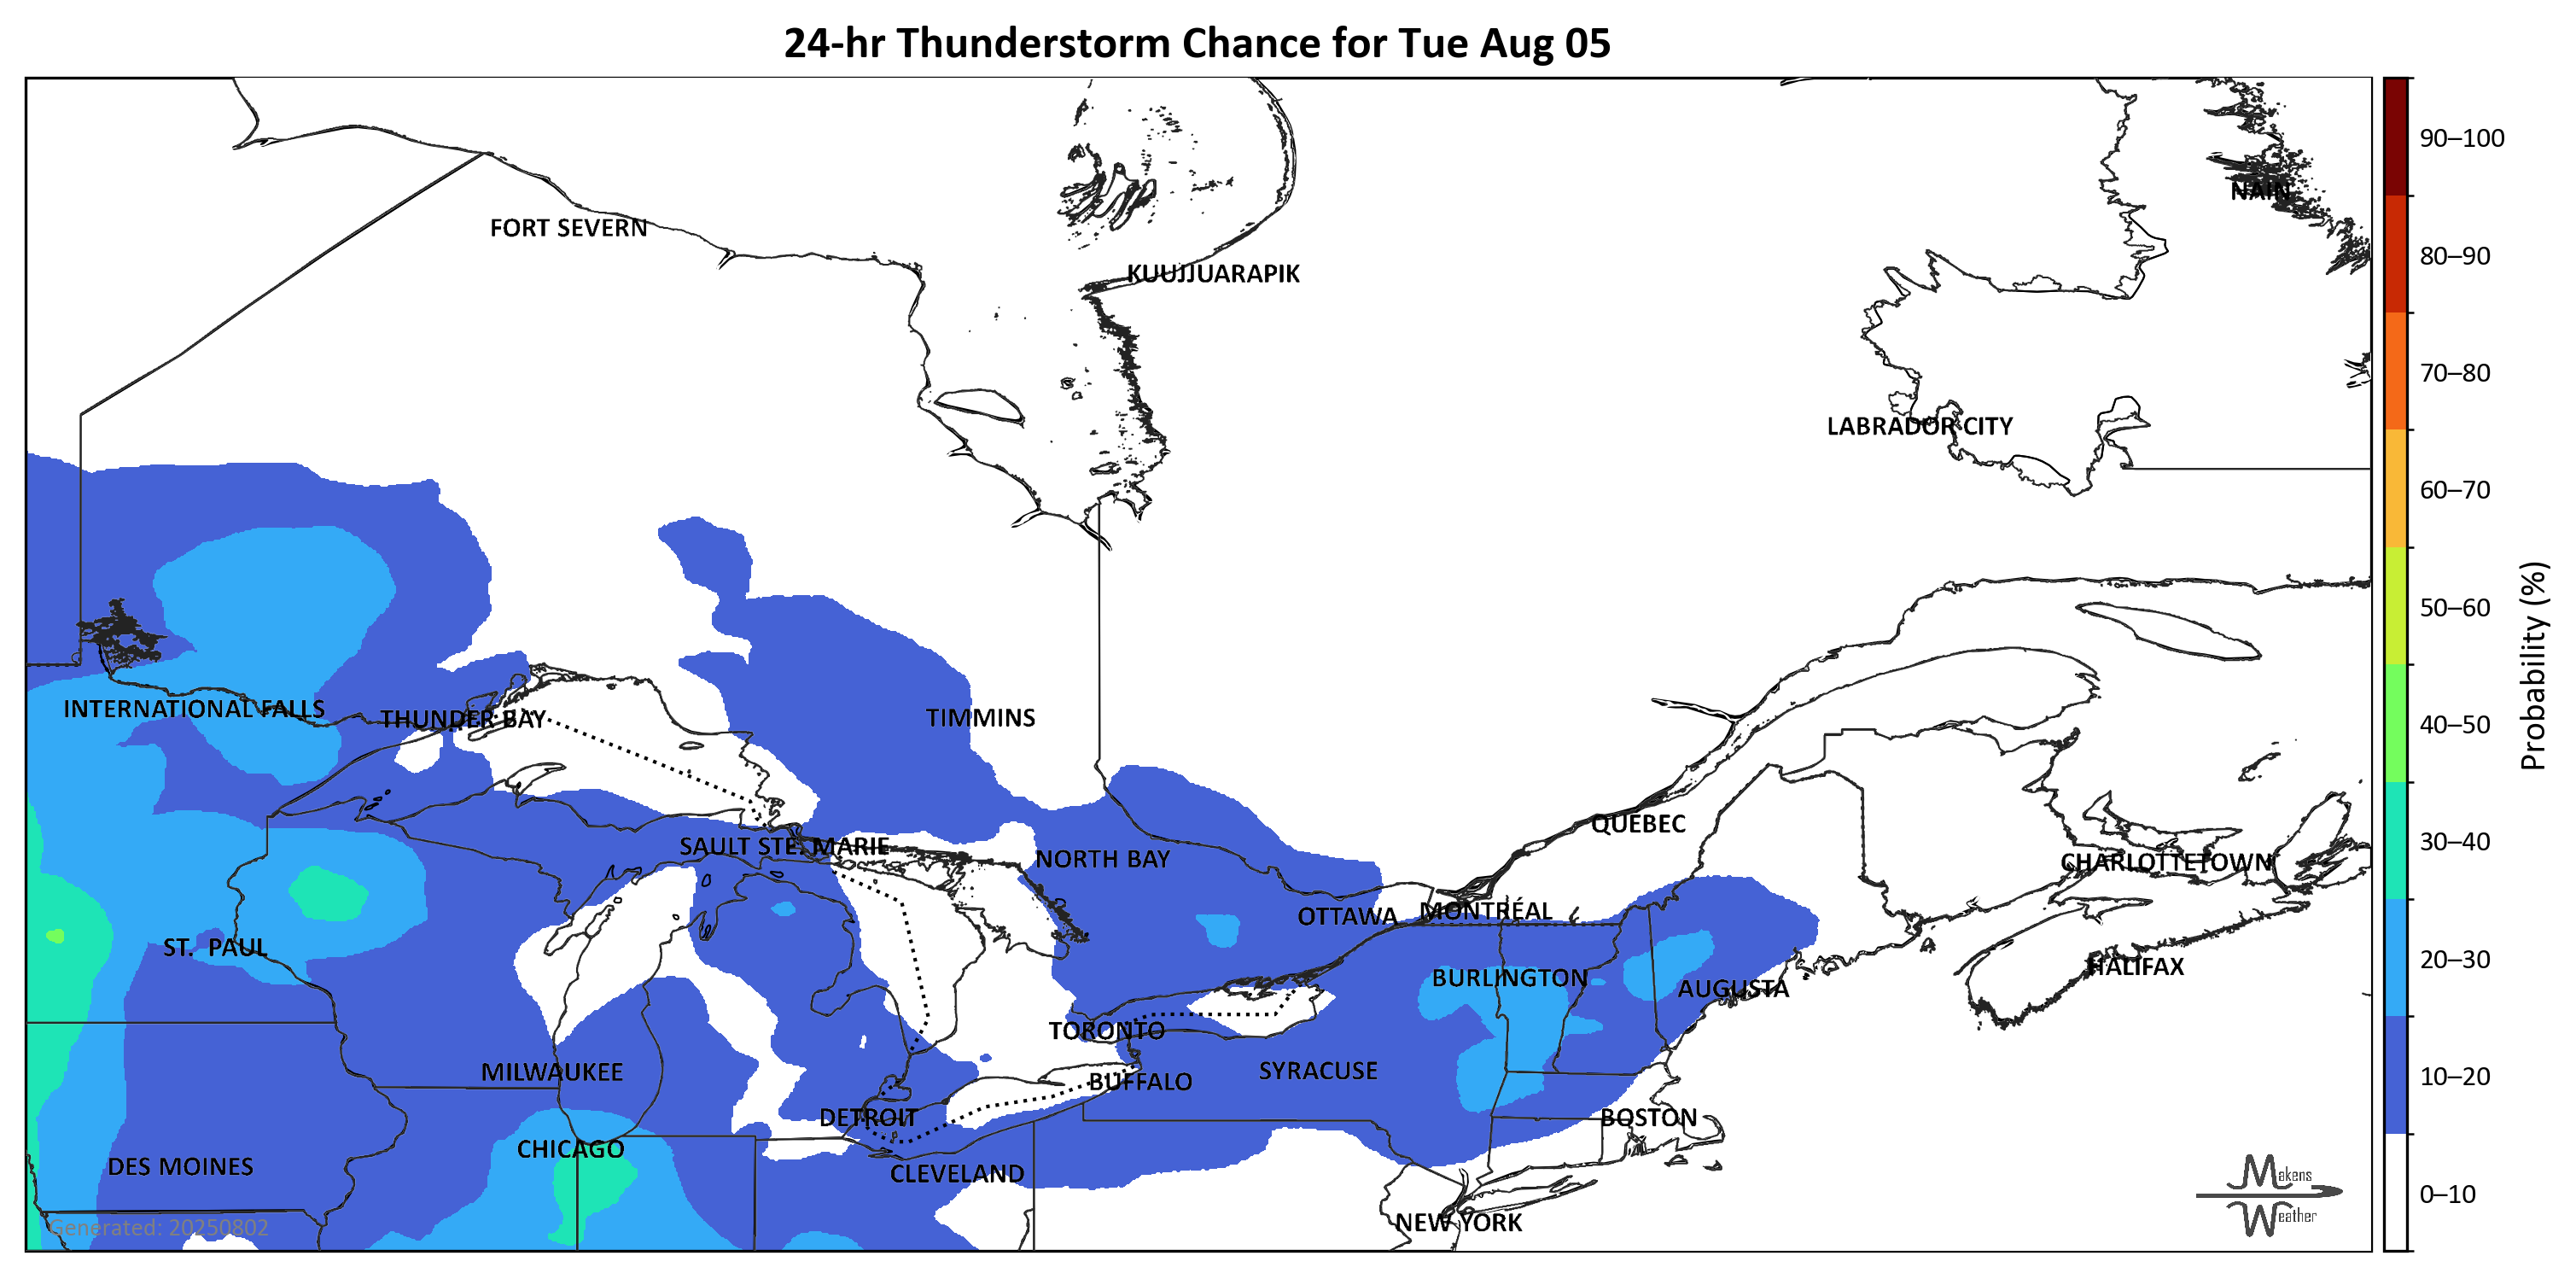 24-hr Thunderstorm Chance for Tue Aug 05
90–100
NAIN
FORT SEVERN
80–90
KUUJJUARAPIK
70–80
LABRADOR CITY
60–70
50–60
Probability (%)
INTERNATIONAL FALLS
THUNDER BAY
TIMMINS
40–50
QUEBEC
SAULT STE. MARIE
30–40
NORTH BAY
CHARLOTTETOWN
OTTAWA
MONTRÉAL
ST. PAUL
20–30
HALIFAX
BURLINGTON
AUGUSTA
TORONTO
MILWAUKEE
SYRACUSE
10–20
BUFFALO
DETROIT
BOSTON
CHICAGO
DES MOINES
CLEVELAND
Makens
Weather
0–10
NEW YORK
Generated: 20250802